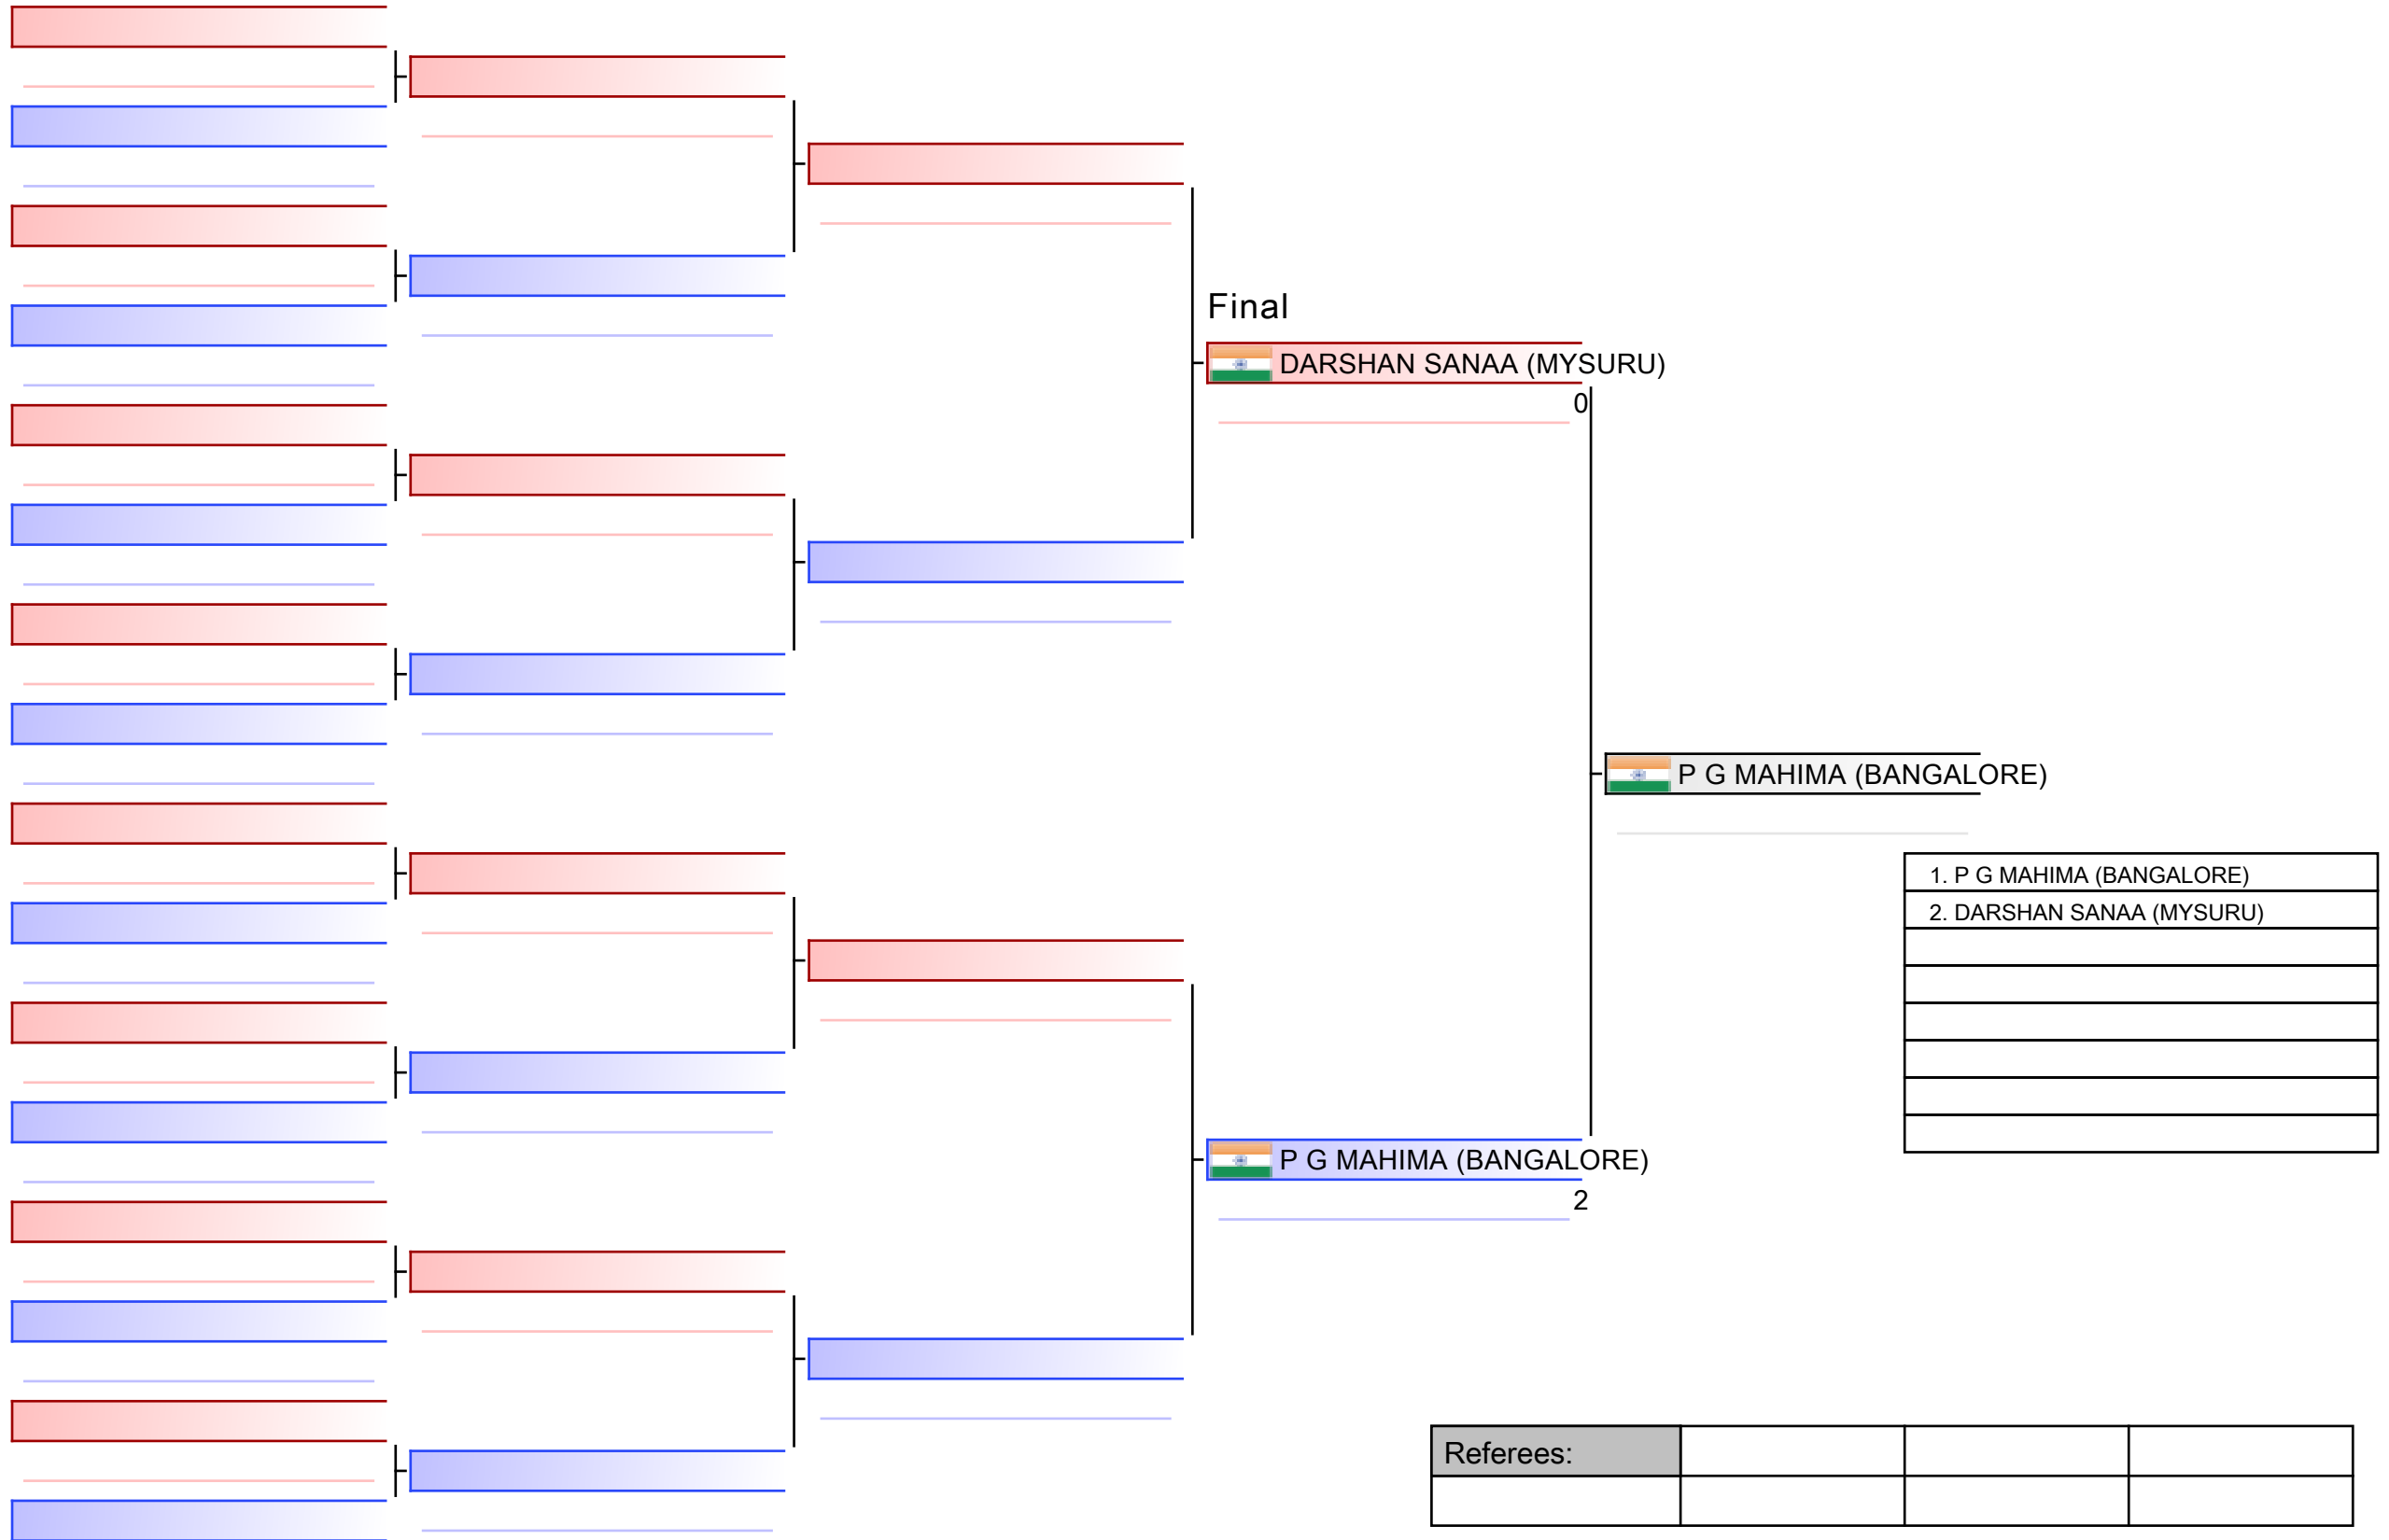 Final
DARSHAN SANAA (MYSURU)
0
P G MAHIMA (BANGALORE)
1. P G MAHIMA (BANGALORE)
2. DARSHAN SANAA (MYSURU)
P G MAHIMA (BANGALORE)
2
Referees: